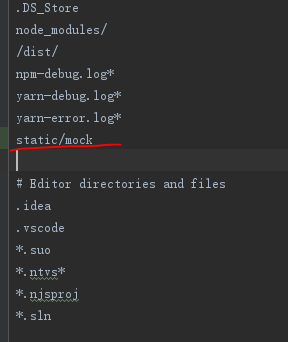 .DS_Store
node_modules/
/dist/
npm-debug.log*
yarn-debug.log*
yarn-error.log*
static/mock
# Editor directories and files
.idea
.vscode
*.suo
*.ntvs*
*.njsproj
*.sln